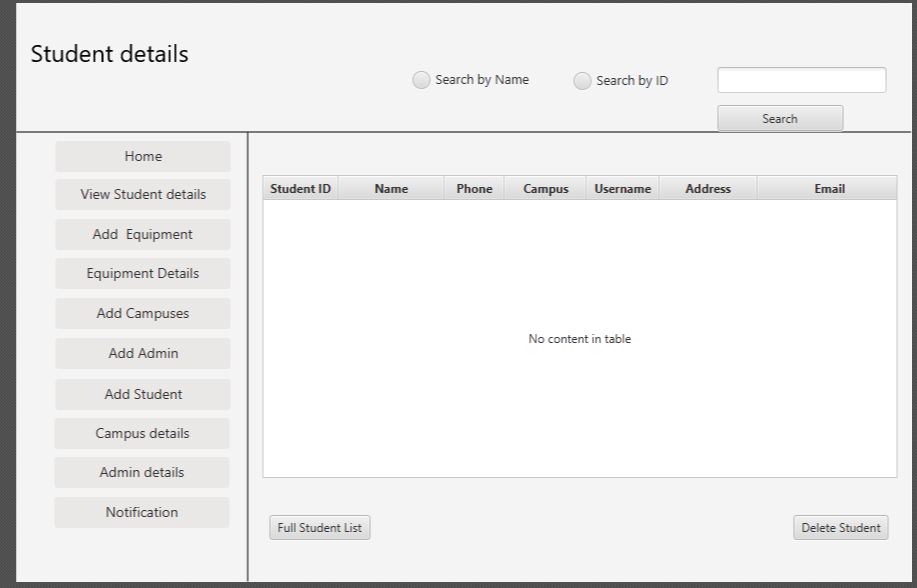 Student details
Search by Name
Search by ID
Search
Home
View Student details
Add  Equipment
Equipment Details
Add Campuses
Add Admin
Add Student
Campus details
Admin details
Notification
Student ID Name Phone Campus Username Address Email
No content in table
Full Student List
Delete Student